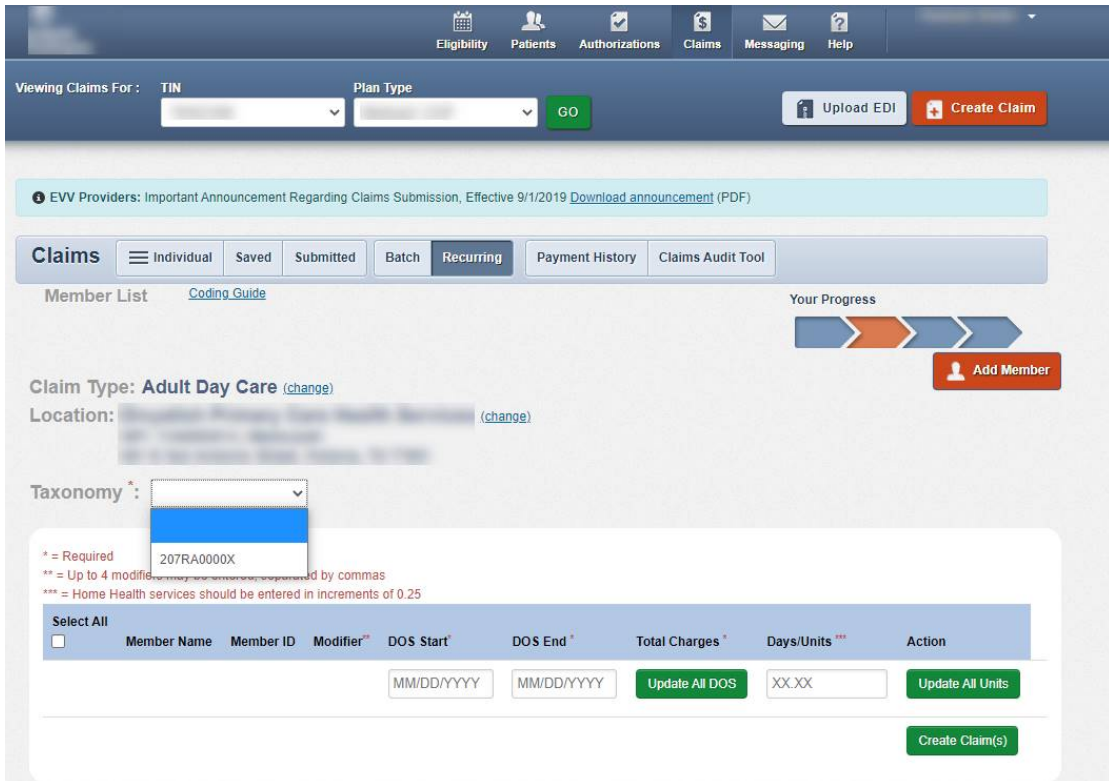 Eligibility Patients Authorizations Claims Messaging Help
Viewing Claims For : TIN Plan Type
GO Upload EDI Create Claim
EVV Providers: Important Announcement Regarding Claims Submission, Effective 9/1/2019 Download announcement (PDF)
Claims Individual Saved Submitted Batch Recurring Payment History Claims Audit Tool
Member List Coding Guide
Your Progress
Add Member
Claim Type: Adult Day Care (change)
Location: (change)
Taxonomy *:
207RA0000X
* = Required
** = Up to 4 by commas
*** = Home Health services should be entered in increments of 0.25
Select All
Member Name Member ID Modifier** DOS Start* DOS End * Total Charges * Days/Units *** Action
MM/DD/YYYY MM/DD/YYYY Update All DOS XX.XX Update All Units
Create Claim(s)